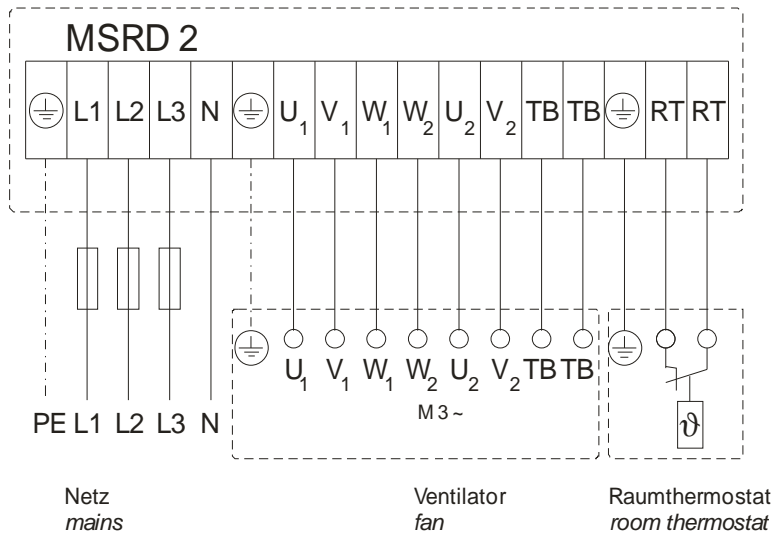 MSRD 2
L1 L2 L3 N U1 V1 W1 W2 U2 V2 TB TB RT RT
U1 V1 W1 W2 U2 V2 TB TB
M 3 ~
ϑ
PE L1 L2 L3 N
Netz Ventilator Raumthermostat
mains fan room thermostat